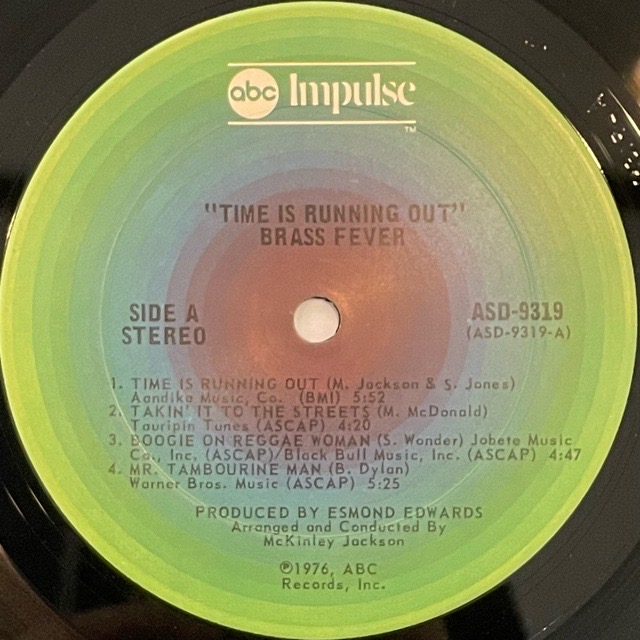 abc Impulse
TM
"TIME IS RUNNING OUT"
BRASS FEVER
SIDE A
STEREO
ASD-9319
(ASD-9319-A)
1. TIME IS RUNNING OUT (M. Jackson & S. Jones)
Aandika Music, Co. (BMI) 5:52
2. TAKIN' IT TO THE STREETS (M. McDonald)
Tauripin Tunes (ASCAP) 4:20
3. BOOGIE ON REGGAE WOMAN (S. Wonder) Jobete Music
Co., Inc, (ASCAP)/Black Bull Music, Inc. (ASCAP) 4:47
4. MR. TAMBOURINE MAN (B. Dylan)
Warner Bros. Music (ASCAP) 5:25
PRODUCED BY ESMOND EDWARDS
Arranged and Conducted By
McKinley Jackson
℗1976, ABC
Records, Inc.